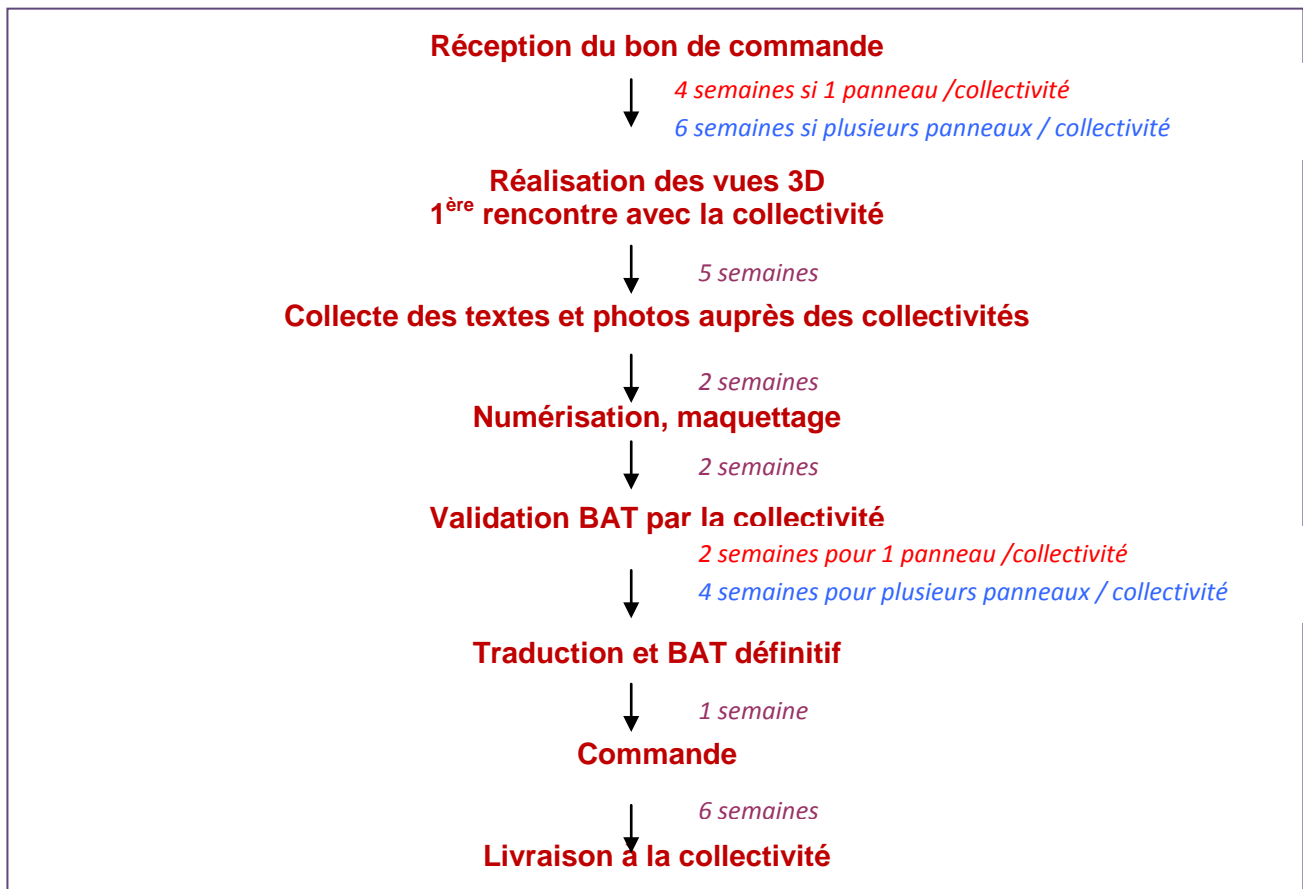 Réception du bon de commande
4 semaines si 1 panneau /collectivité
6 semaines si plusieurs panneaux / collectivité
Réalisation des vues 3D
1ère rencontre avec la collectivité
5 semaines
Collecte des textes et photos auprès des collectivités
2 semaines
Numérisation, maquettage
2 semaines
Validation BAT par la collectivité
2 semaines pour 1 panneau /collectivité
4 semaines pour plusieurs panneaux / collectivité
Traduction et BAT définitif
1 semaine
Commande
6 semaines
Livraison à la collectivité